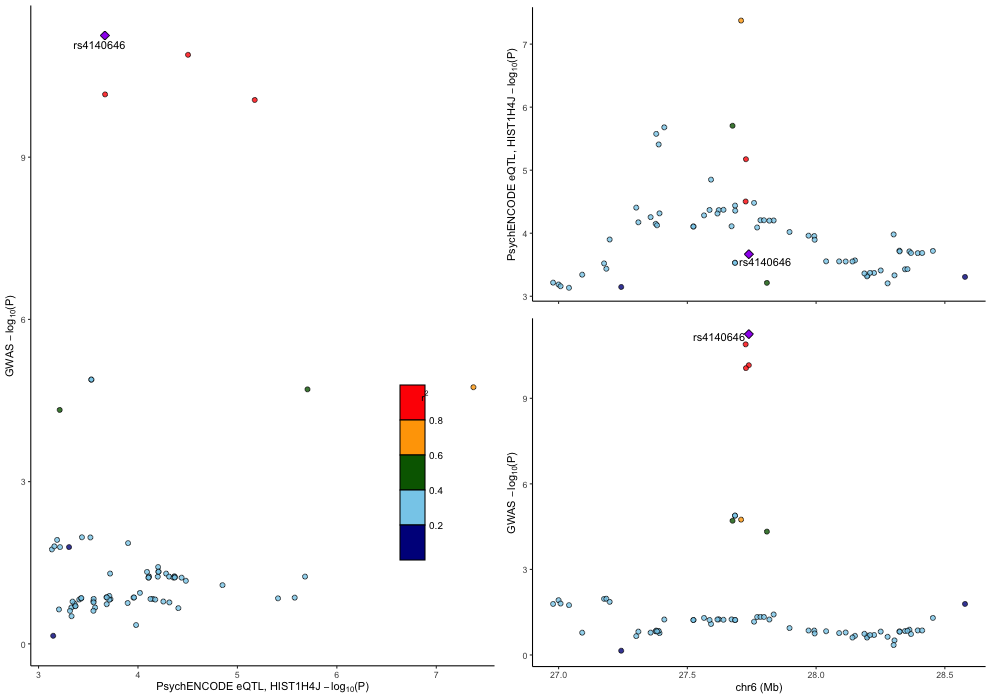 rs4140646
9
6
3
0
GWAS −log10(P)
3
4
5
6
7
PsychENCODE eQTL, HIST1H4J −log10(P)
r2
0.8
0.6
0.4
0.2
7
6
5
4
3
PsychENCODE eQTL, HIST1H4J −log10(P)
rs4140646
rs4140646
9
6
3
0
GWAS −log10(P)
27.0
27.5
28.0
28.5
chr6 (Mb)